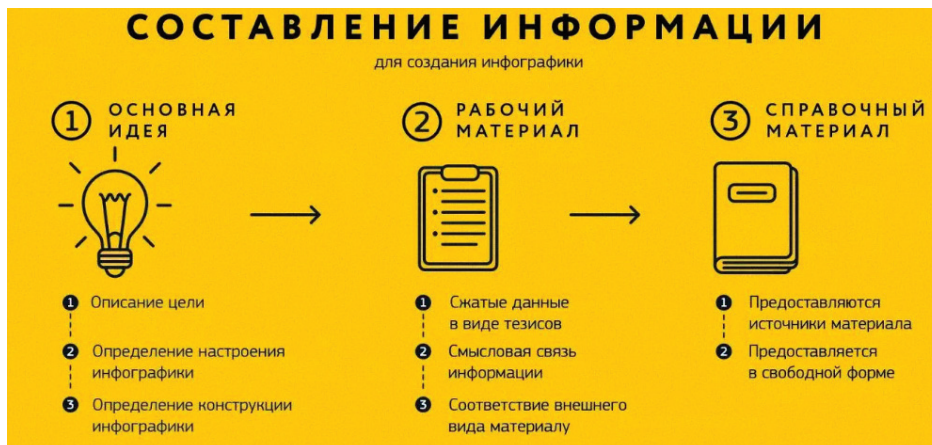 СОСТАВЛЕНИЕ ИНФОРМАЦИИ
для создания инфографики
1 ОСНОВНАЯ
ИДЕЯ
1 Описание цели
2 Определение настроения
инфографики
3 Определение конструкции
инфографики
2 РАБОЧИЙ
МАТЕРИАЛ
1 Сжатые данные
в виде тезисов
2 Смысловая связь
информации
3 Соответствие внешнего
вида материалу
3 СПРАВОЧНЫЙ
МАТЕРИАЛ
1 Предоставляются
источники материала
2 Предоставляется
в свободной форме